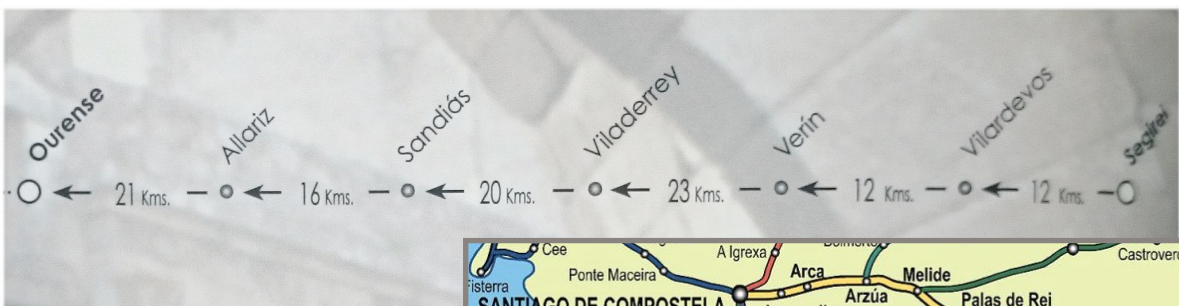 Ourense
Allariz
Sandiás
Viladerrey
Verín
Vilardevos
Segirei
21 Kms.
16 Kms.
20 Kms.
23 Kms.
12 Kms.
12 Kms.
Cee
A Igrexa
Castroverd
Ponte Maceira
Arca
Melide
Fisterra
SANTIAGO DE COMPOSTELA
Arzúa
Palas de Rei